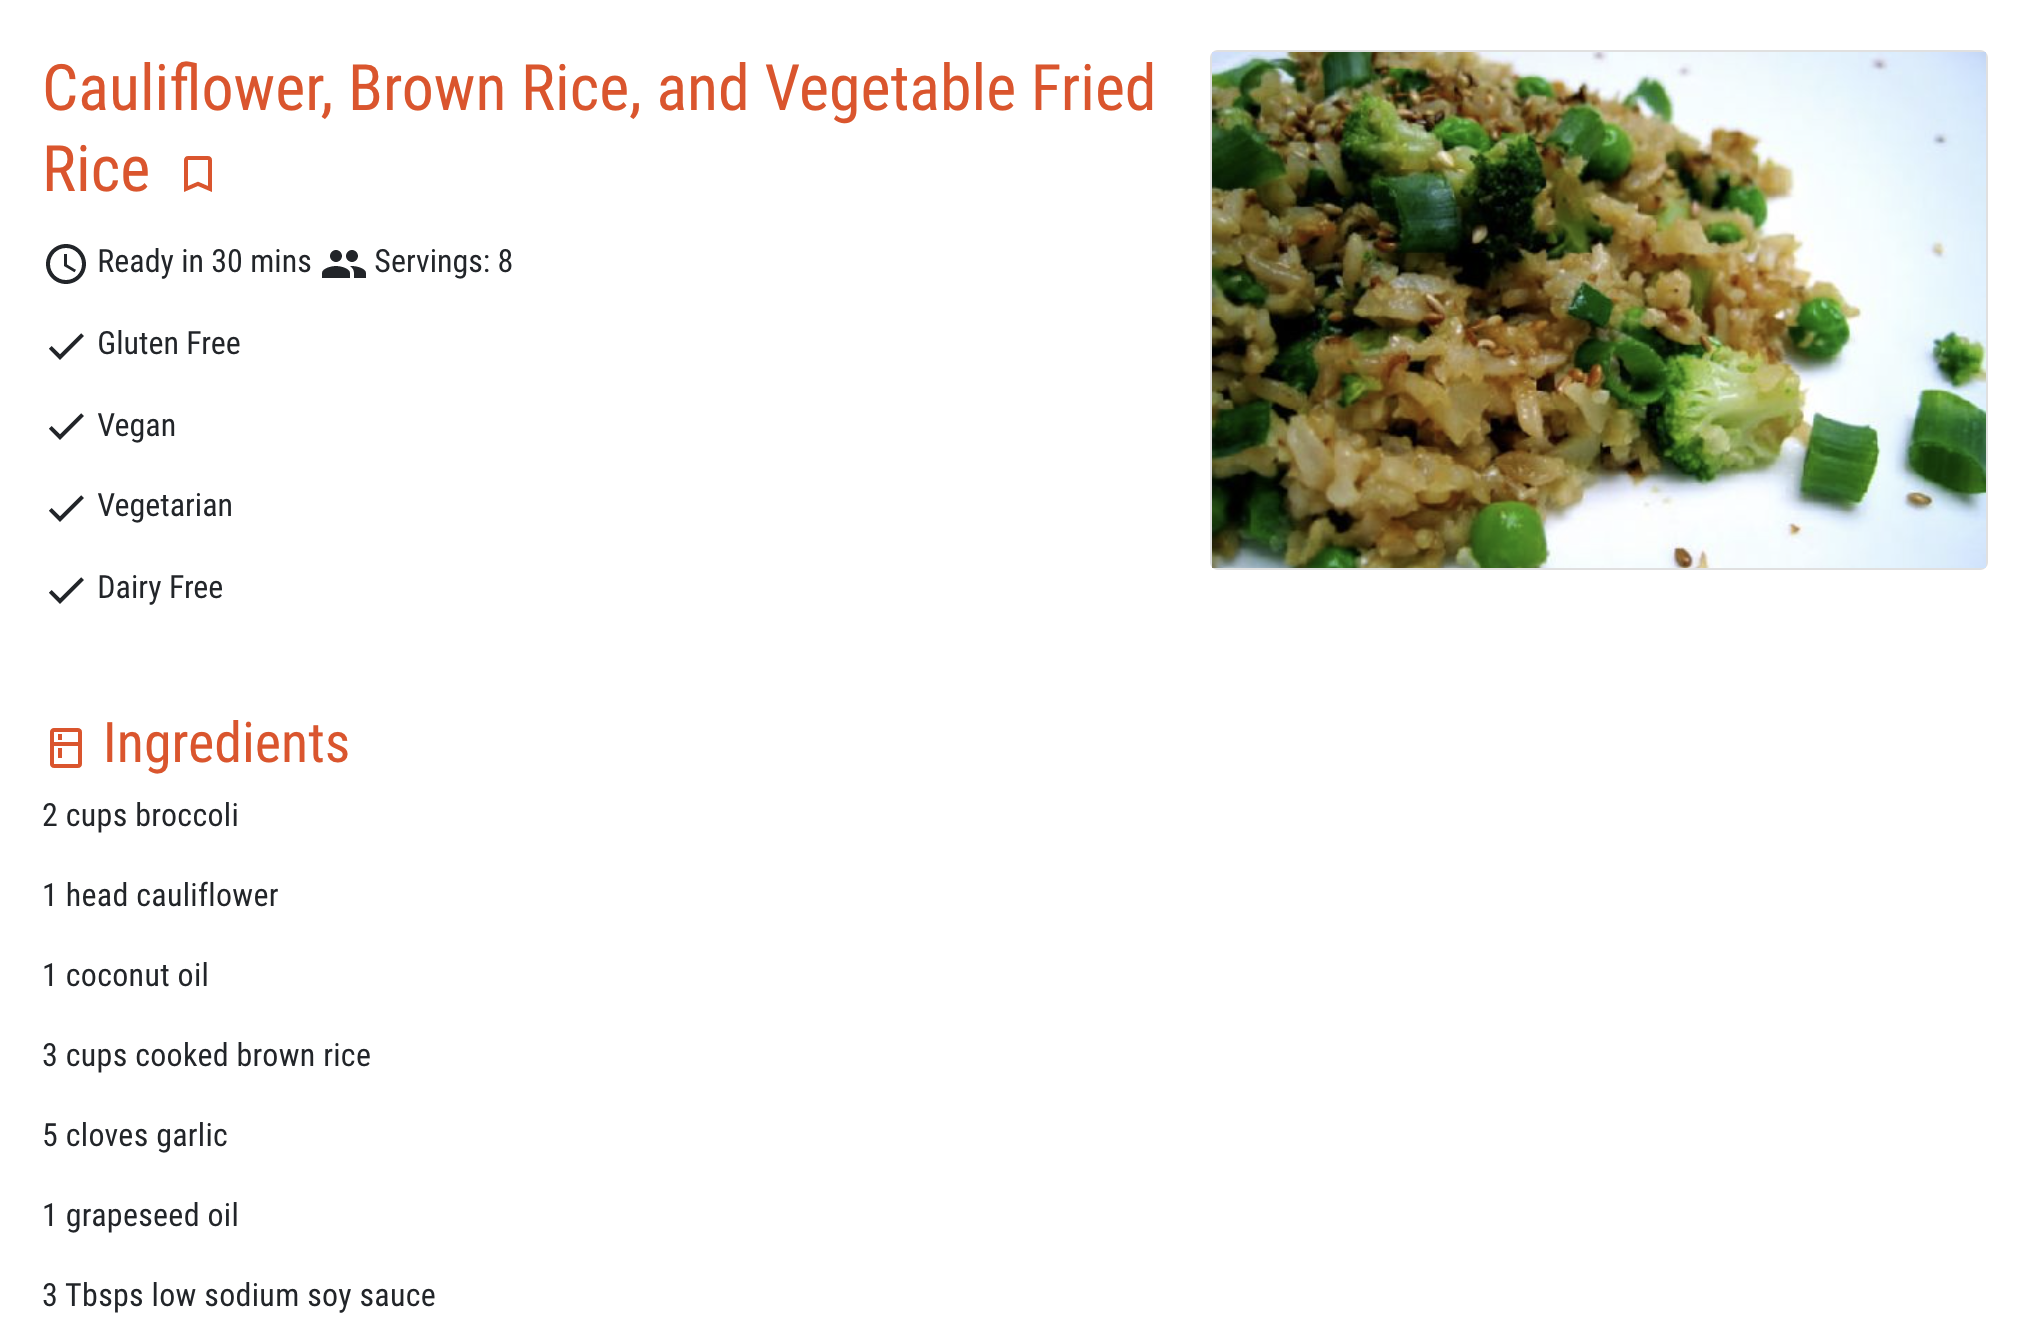 Cauliflower, Brown Rice, and Vegetable Fried
Rice
Ready in 30 mins Servings: 8
Gluten Free
Vegan
Vegetarian
Dairy Free
Ingredients
2 cups broccoli
1 head cauliflower
1 coconut oil
3 cups cooked brown rice
5 cloves garlic
1 grapeseed oil
3 Tbsps low sodium soy sauce